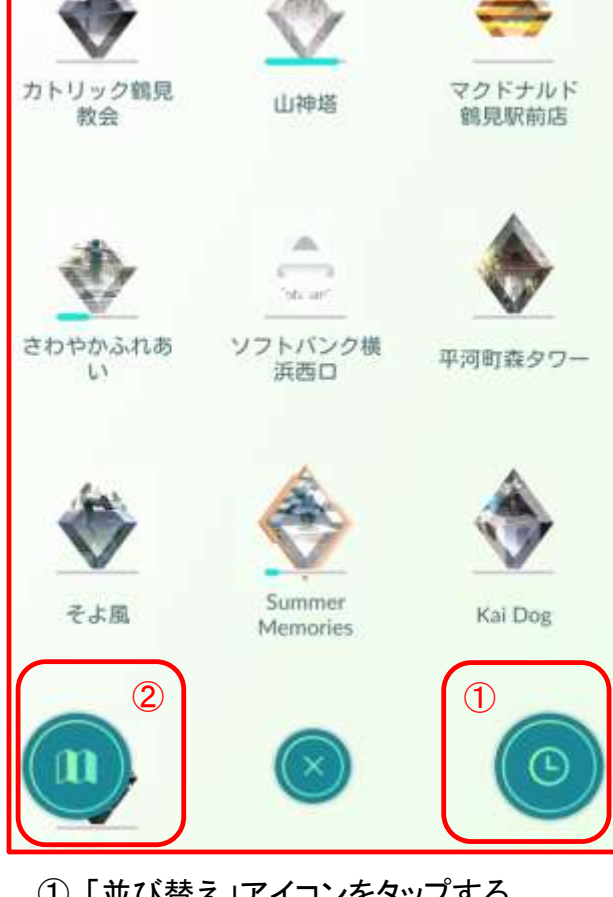 カトリック鶴見
教会
山神塔
マクドナルド
鶴見駅前店
さわやかふれあ
い
ソフトバンク横
浜西口
平河町森タワー
そよ風
Summer
Memories
Kai Dog
②
①
①「並び替え」アイコンをタップする